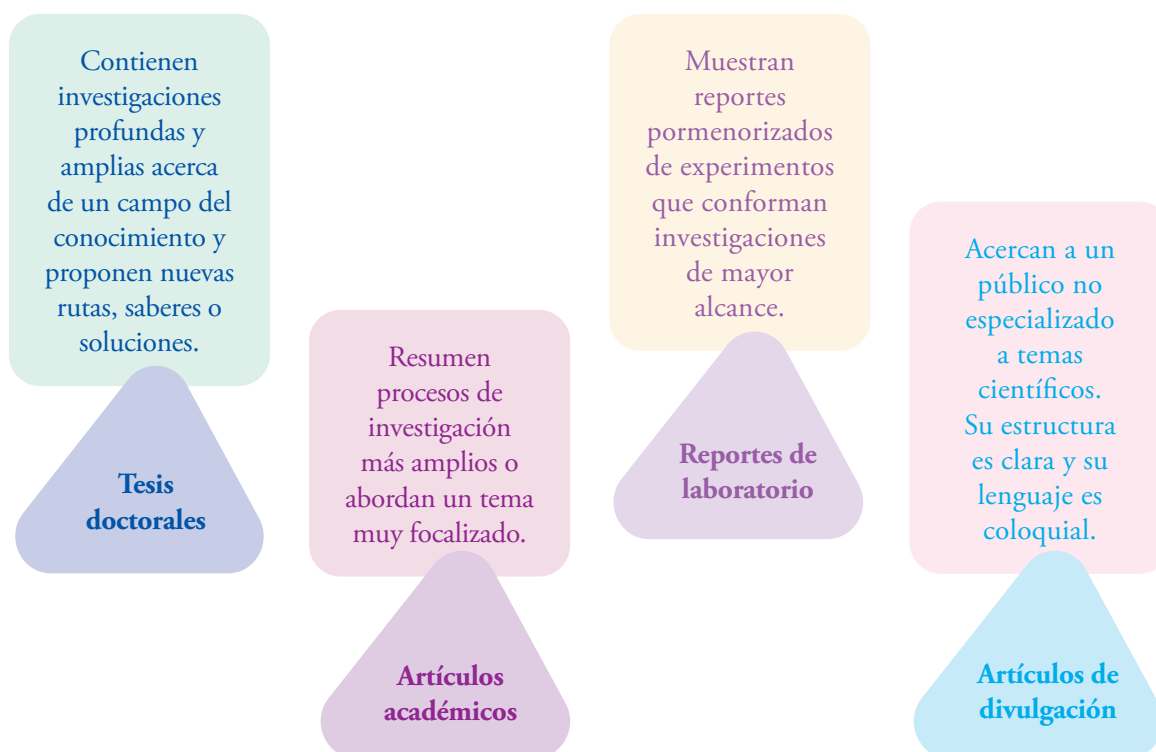 Contienen
investigaciones
profundas y
amplias acerca
de un campo del
conocimiento y
proponen nuevas
rutas, saberes o
soluciones.
Tesis
doctorales
Resumen
procesos de
investigación
más amplios o
abordan un tema
muy focalizado.
Artículos
académicos
Muestran
reportes
pormenorizados
de experimentos
que conforman
investigaciones
de mayor
alcance.
Reportes de
laboratorio
Acercan a un
público no
especializado
a temas
científicos.
Su estructura
es clara y su
lenguaje es
coloquial.
Artículos de
divulgación